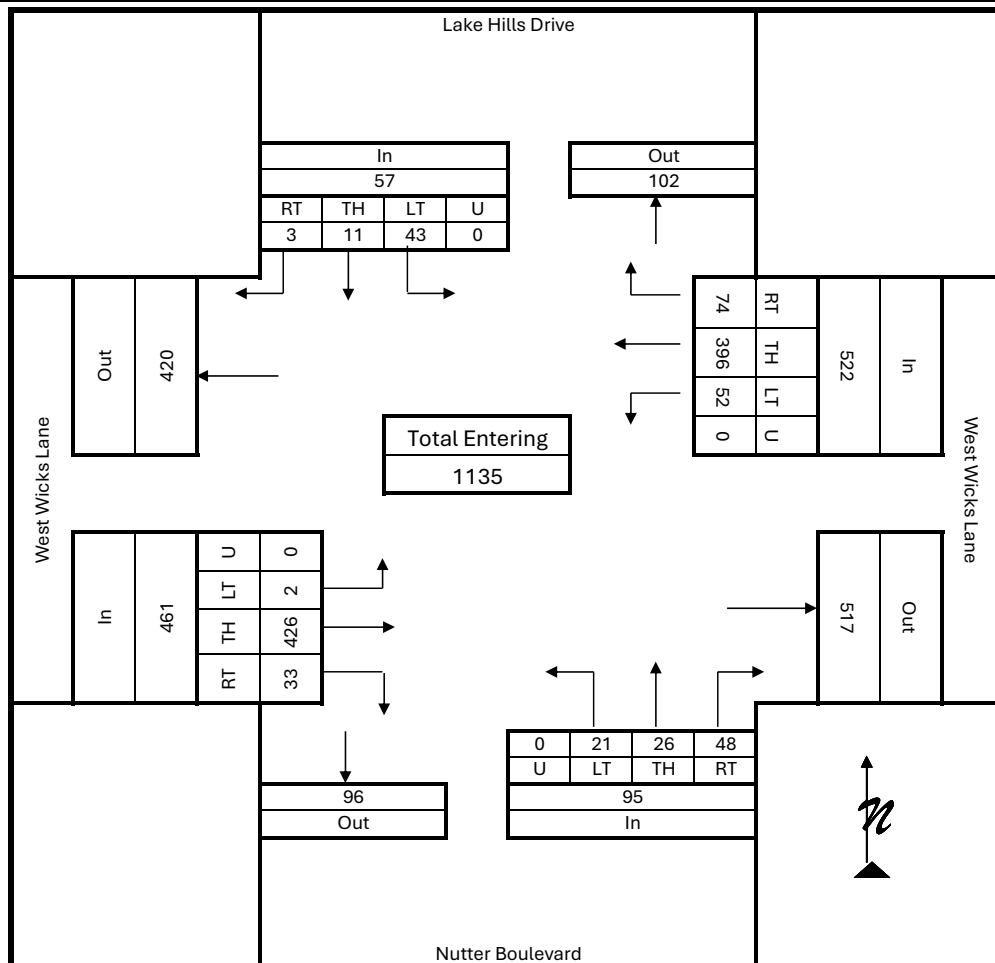 Lake Hills Drive
In
57
RT TH LT U
3 11 43 0
Out
102
Out
420
74 RT
396 TH
52 LT
0 U
522
In
West Wicks Lane
Total Entering
1135
West Wicks Lane
In
461
U 0
LT 2
TH 426
RT 33
517
Out
0 21 26 48
U LT TH RT
95
In
96
Out
N
Nutter Boulevard